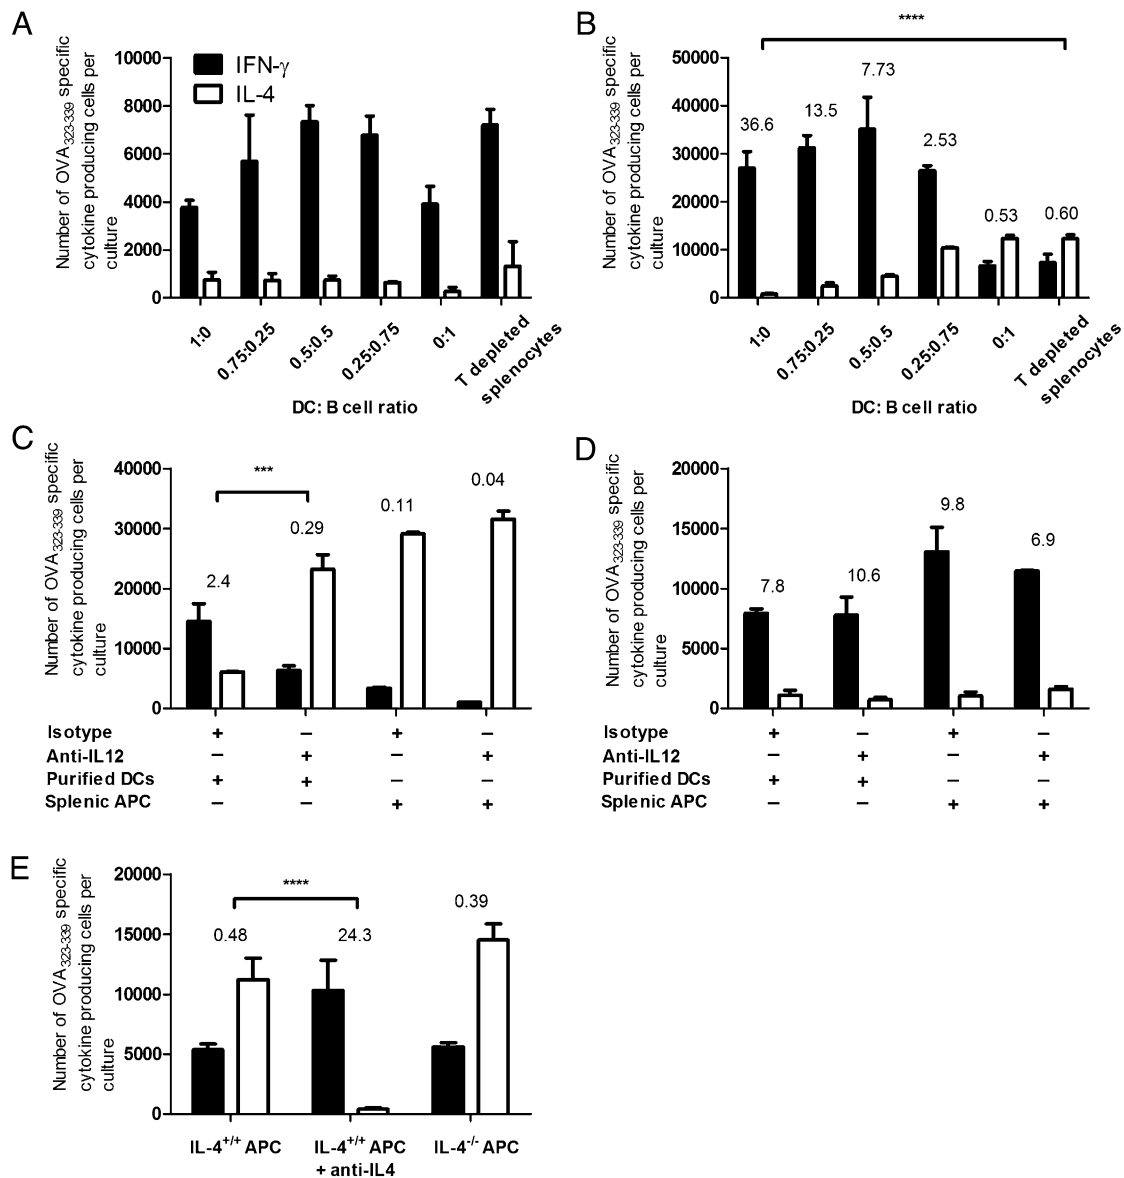 A
Number of OVA323-339 specific
cytokine producing cells per
culture
10000
8000
6000
4000
2000
0
IFN-γ
IL-4
1:0
0.75:0.25
0.5:0.5
0.25:0.75
0:1
T depleted
splenocytes
DC: B cell ratio
B
Number of OVA323-339 specific
cytokine producing cells per
culture
50000
40000
30000
20000
10000
0
****
36.6
13.5
7.73
2.53
0.53
0.60
1:0
0.75:0.25
0.5:0.5
0.25:0.75
0:1
T depleted
splenocytes
DC: B cell ratio
C
Number of OVA323-339 specific
cytokine producing cells per
culture
40000
30000
20000
10000
0
***
2.4
0.29
0.11
0.04
Isotype + – + –
Anti-IL12 – + – +
Purified DCs + + – –
Splenic APC – – + +
D
Number of OVA323-339 specific
cytokine producing cells per
culture
20000
15000
10000
5000
0
7.8
10.6
9.8
6.9
Isotype + – + –
Anti-IL12 – + – +
Purified DCs + + – –
Splenic APC – – + +
E
Number of OVA323-339 specific
cytokine producing cells per
culture
20000
15000
10000
5000
0
****
0.48
24.3
0.39
IL-4+/+ APC
IL-4+/+ APC
+ anti-IL4
IL-4-/- APC